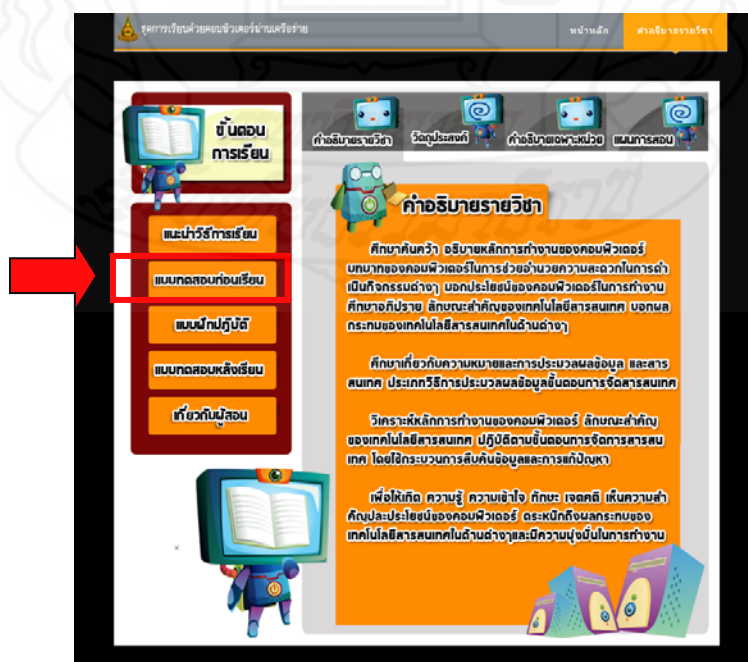 ชุดการเรียนด้วยคอมพิวเตอร์ผ่านเครือข่าย
หน้าหลัก
คำอธิบายรายวิชา
ขั้นตอน
การเรียน
คำอธิบายรายวิชา
วัตถุประสงค์
คำอธิบายเฉพาะหน่วย
แผนการสอน
แนะนำวิธีการเรียน
แบบทดสอบก่อนเรียน
แบบฝึกปฏิบัติ
แบบทดสอบหลังเรียน
เกี่ยวกับผู้สอน
คำอธิบายรายวิชา
ศึกษาค้นคว้า อธิบายหลักการทำงานของคอมพิวเตอร์
บทบาทของคอมพิวเตอร์ในการช่วยอำนวยความสะดวกในการดำ
เนินกิจกรรมต่างๆ บอกประโยชน์ของคอมพิวเตอร์ในการทำงาน
ศึกษาอภิปราย ลักษณะสำคัญของเทคโนโลยีสารสนเทศ บอกผล
กระทบของเทคโนโลยีสารสนเทศในด้านต่างๆ
ศึกษาเกี่ยวกับความหมายและการประมวลผลข้อมูล และสาร
สนเทศ ประเภทวิธีการประมวลผลข้อมูลขั้นตอนการจัดสารสนเทศ
วิเคราะห์หลักการทำงานของคอมพิวเตอร์ ลักษณะสำคัญ
ของเทคโนโลยีสารสนเทศ ปฏิบัติตามขั้นตอนการจัดการสารสน
เทศ โดยใช้กระบวนการสืบค้นข้อมูลและการแก้ปัญหา
เพื่อให้เกิด ความรู้ ความเข้าใจ ทักษะ เจตคติ เห็นความสำ
คัญปละประโยชน์ของคอมพิวเตอร์ ตระหนักถึงผลกระทบของ
เทคโนโลยีสารสนเทศในด้านต่างๆและมีความมุ่งมั่นในการทำงาน